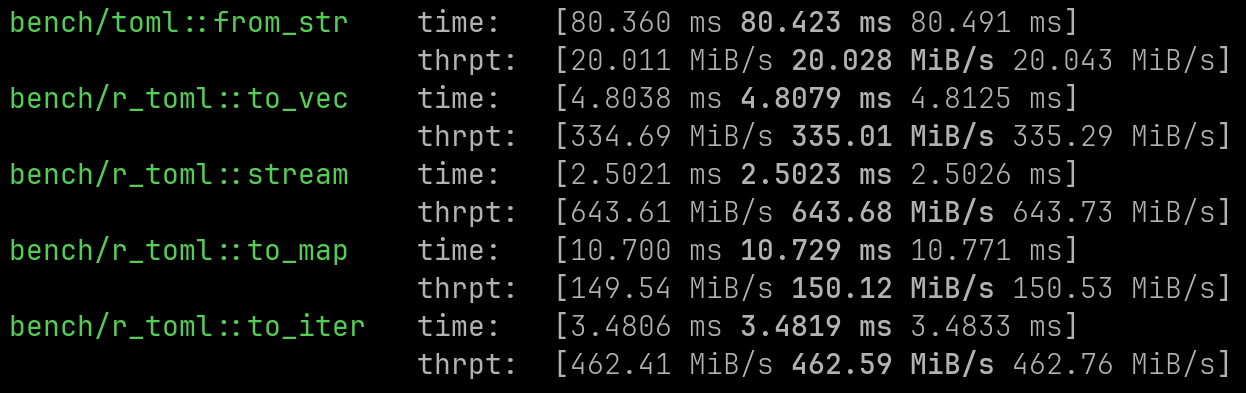 bench/toml::from_str    time:   [80.360 ms 80.423 ms 80.491 ms]
                        thrpt:  [20.011 MiB/s 20.028 MiB/s 20.043 MiB/s]
bench/r_toml::to_vec    time:   [4.8038 ms 4.8079 ms 4.8125 ms]
                        thrpt:  [334.69 MiB/s 335.01 MiB/s 335.29 MiB/s]
bench/r_toml::stream    time:   [2.5021 ms 2.5023 ms 2.5026 ms]
                        thrpt:  [643.61 MiB/s 643.68 MiB/s 643.73 MiB/s]
bench/r_toml::to_map    time:   [10.700 ms 10.729 ms 10.771 ms]
                        thrpt:  [149.54 MiB/s 150.12 MiB/s 150.53 MiB/s]
bench/r_toml::to_iter   time:   [3.4806 ms 3.4819 ms 3.4833 ms]
                        thrpt:  [462.41 MiB/s 462.59 MiB/s 462.76 MiB/s]